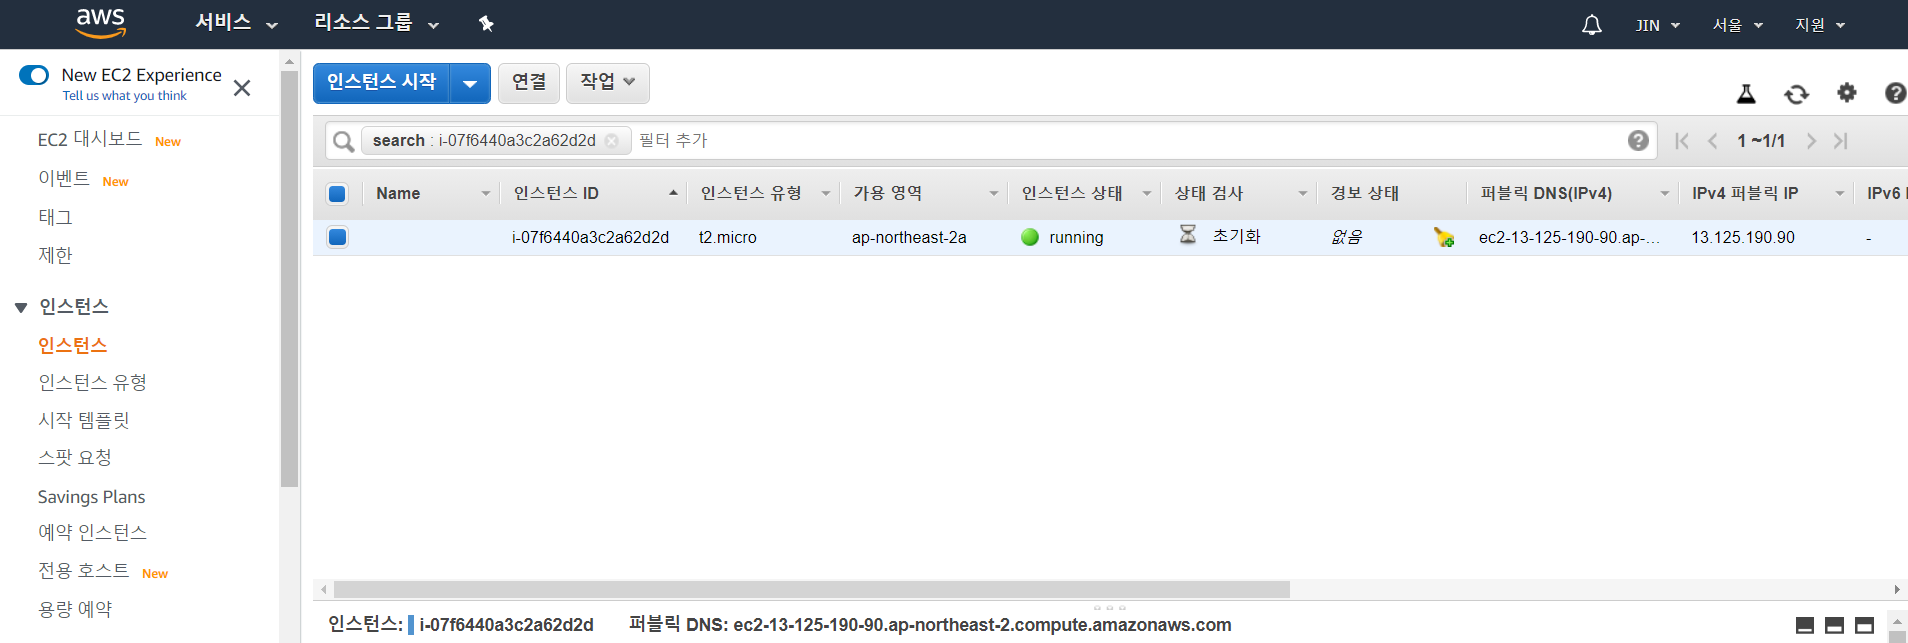 aws 서비스 리소스 그룹 JIN 서울 지원
New EC2 Experience
Tell us what you think
EC2 대시보드 New
이벤트 New
태그
제한
인스턴스
인스턴스
인스턴스 유형
시작 템플릿
스팟 요청
Savings Plans
예약 인스턴스
전용 호스트 New
용량 예약
인스턴스 시작 연결 작업
search : i-07f6440a3c2a62d2d 필터 추가 1 ~1/1
Name 인스턴스 ID 인스턴스 유형 가용 영역 인스턴스 상태 상태 검사 경보 상태 퍼블릭 DNS(IPv4) IPv4 퍼블릭 IP IPv6
i-07f6440a3c2a62d2d t2.micro ap-northeast-2a running 초기화 없음 ec2-13-125-190-90.ap-... 13.125.190.90 -
인스턴스: i-07f6440a3c2a62d2d 퍼블릭 DNS: ec2-13-125-190-90.ap-northeast-2.compute.amazonaws.com